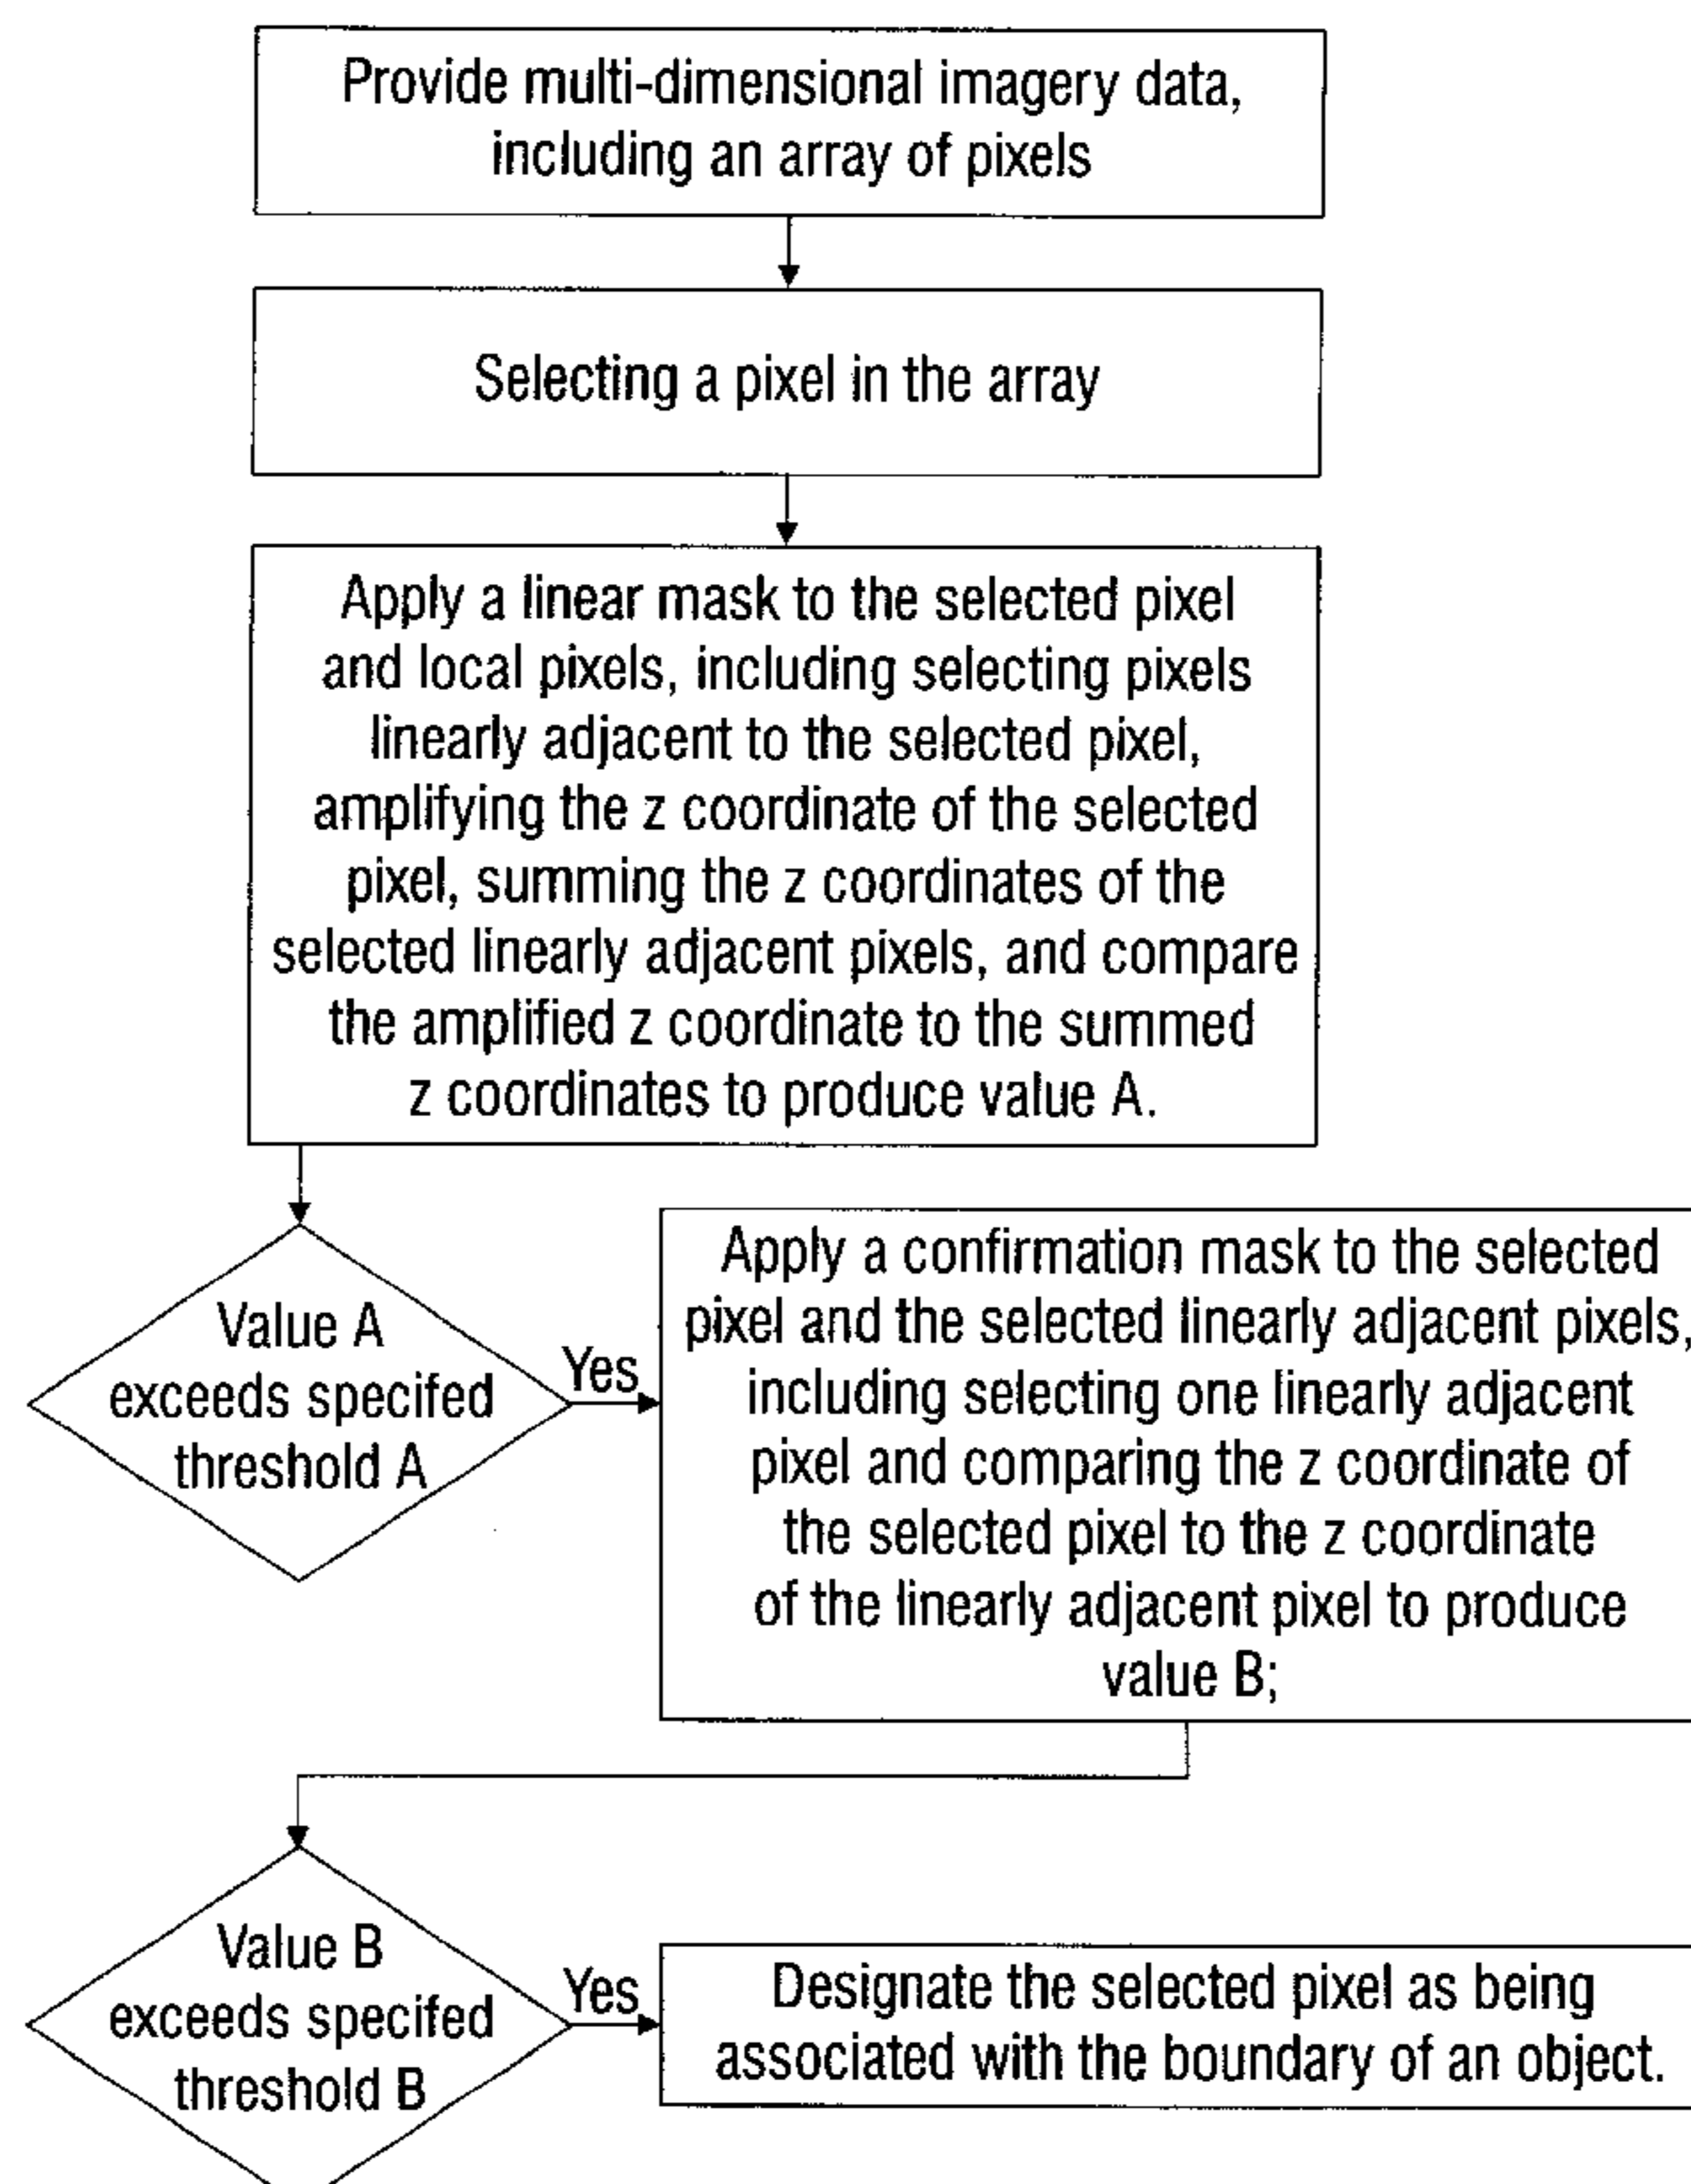 Provide multi-dimensional imagery data,
including an array of pixels
Selecting a pixel in the array
Apply a linear mask to the selected pixel
and local pixels, including selecting pixels
linearly adjacent to the selected pixel,
amplifying the z coordinate of the selected
pixel, summing the z coordinates of the
selected linearly adjacent pixels, and compare
the amplified z coordinate to the summed
z coordinates to produce value A.
Value A
exceeds specifed
threshold A
Yes
Apply a confirmation mask to the selected
pixel and the selected linearly adjacent pixels,
including selecting one linearly adjacent
pixel and comparing the z coordinate of
the selected pixel to the z coordinate
of the linearly adjacent pixel to produce
value B;
Value B
exceeds specifed
threshold B
Yes
Designate the selected pixel as being
associated with the boundary of an object.